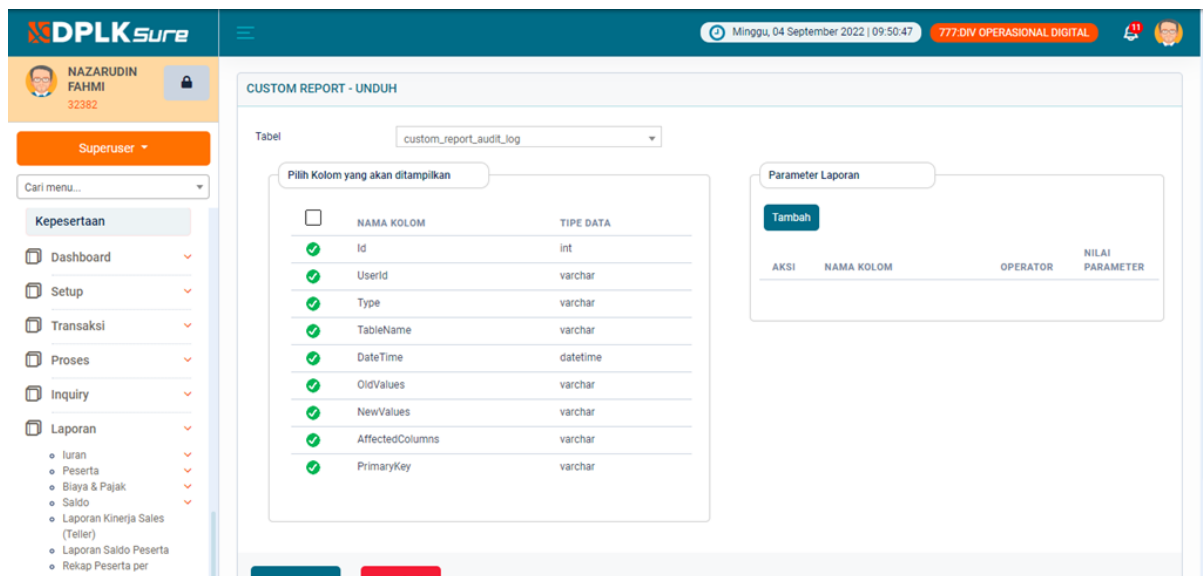 DPLKSure
Minggu, 04 September 2022 | 09:50:47
777:DIV OPERASIONAL DIGITAL
11
NAZARUDIN
FAHMI
32382
Superuser
Cari menu...
Kepesertaan
Dashboard
Setup
Transaksi
Proses
Inquiry
Laporan
Iuran
Peserta
Biaya & Pajak
Saldo
Laporan Kinerja Sales
(Teller)
Laporan Saldo Peserta
Rekap Peserta per
CUSTOM REPORT - UNDUH
Tabel custom_report_audit_log
Pilih Kolom yang akan ditampilkan
NAMA KOLOM TIPE DATA
Id int
UserId varchar
Type varchar
TableName varchar
DateTime datetime
OldValues varchar
NewValues varchar
AffectedColumns varchar
PrimaryKey varchar
Parameter Laporan
Tambah
AKSI NAMA KOLOM OPERATOR NILAI PARAMETER